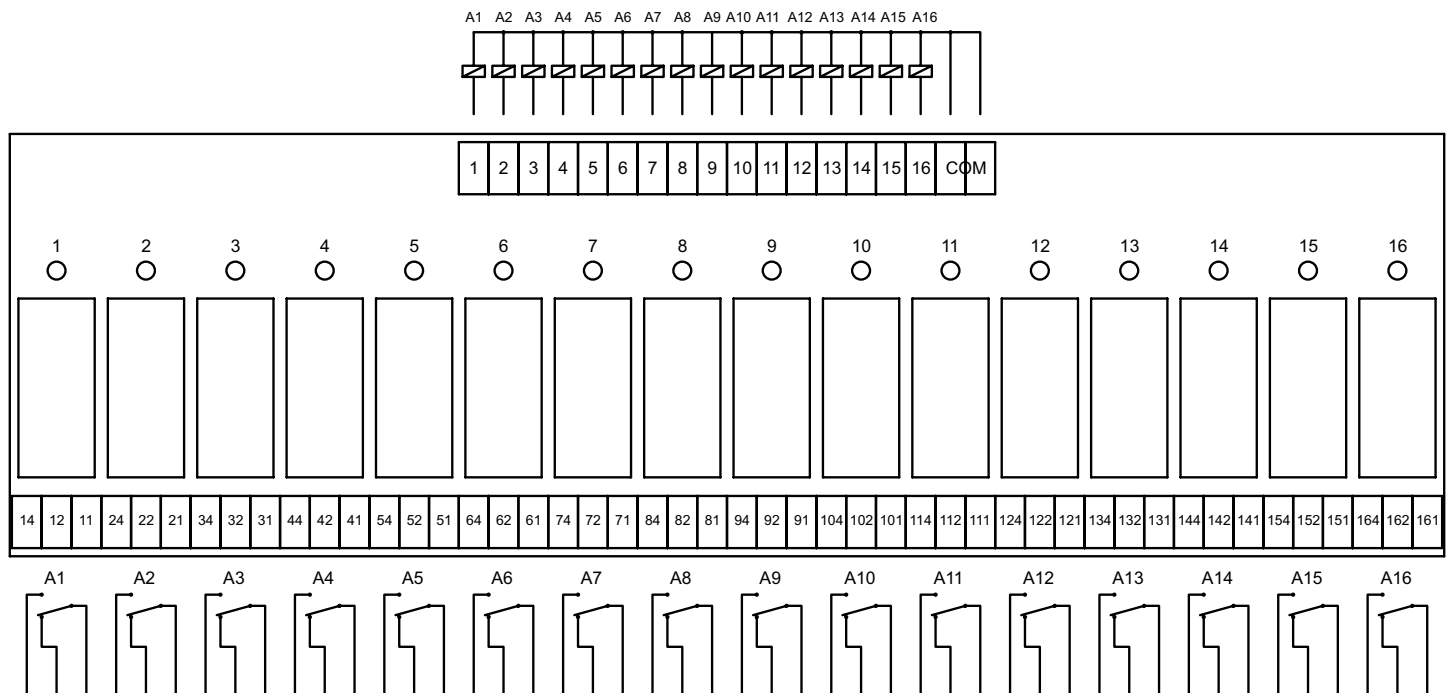 A1 A2 A3 A4 A5 A6 A7 A8 A9 A10 A11 A12 A13 A14 A15 A16
1 2 3 4 5 6 7 8 9 10 11 12 13 14 15 16 COM
1 2 3 4 5 6 7 8 9 10 11 12 13 14 15 16
14 12 11 24 22 21 34 32 31 44 42 41 54 52 51 64 62 61 74 72 71 84 82 81 94 92 91 104 102 101 114 112 111 124 122 121 134 132 131 144 142 141 154 152 151 164 162 161
A1 A2 A3 A4 A5 A6 A7 A8 A9 A10 A11 A12 A13 A14 A15 A16